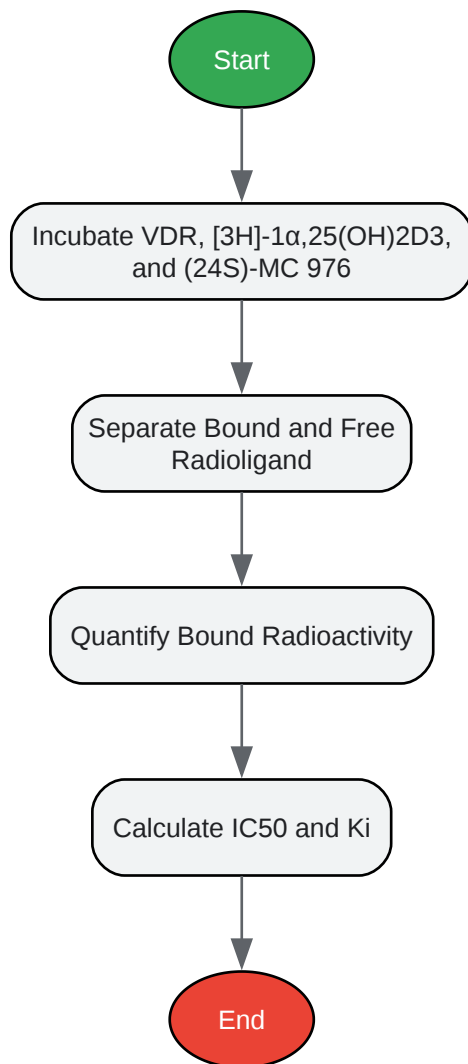 Start
Incubate VDR, [3H]-1α,25(OH)2D3,
and (24S)-MC 976
Separate Bound and Free
Radioligand
Quantify Bound Radioactivity
Calculate IC50 and Ki
End